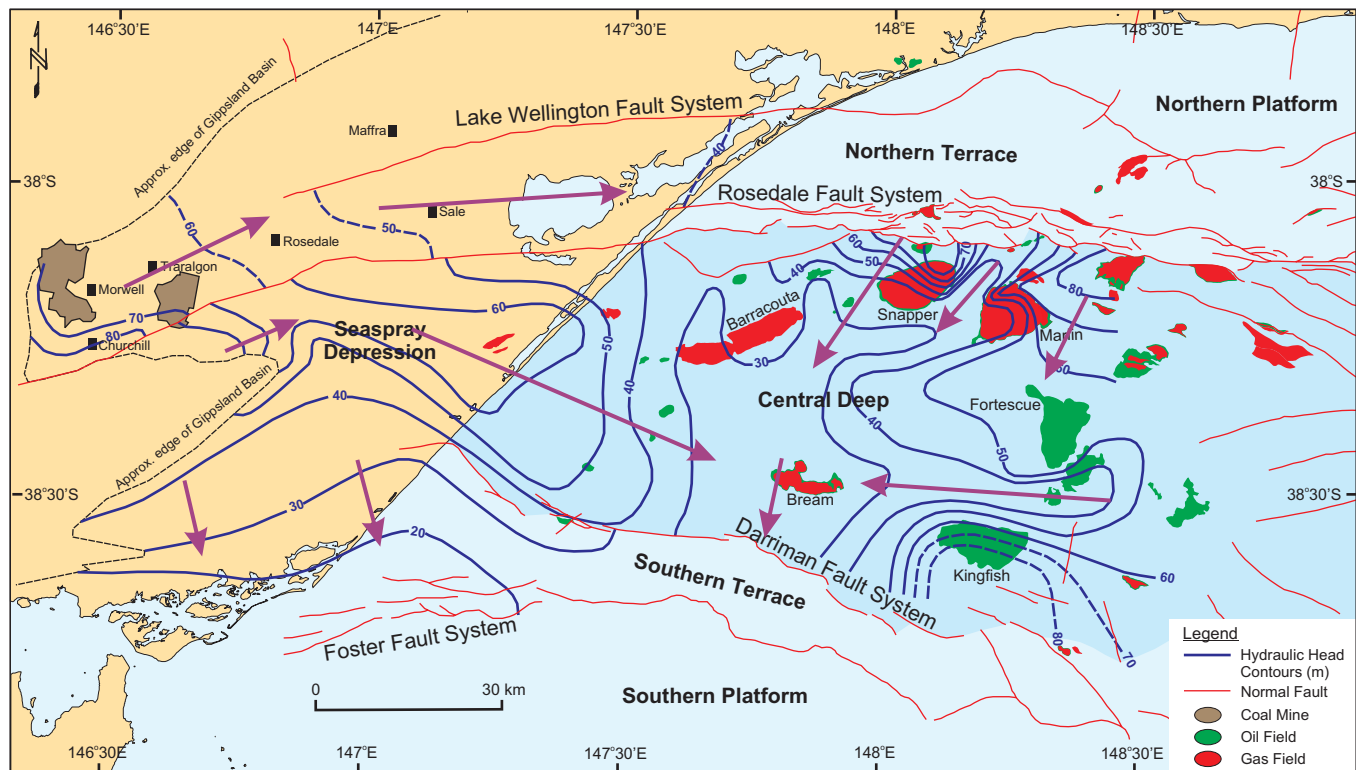 146°30'E
147°E
147°30'E
148°E
148°30'E
N
Approx. edge of Gippsland Basin
Lake Wellington Fault System
Northern Platform
Maffra
40
Northern Terrace
38°S
38°S
Rosedale Fault System
60
50
Sale
Rosedale
60
50
70
40
80
Traralgon
Morwell
70
60
Barracouta
Snapper
Marlin
80
Churchill
Seaspray
Depression
50
30
60
Approx. edge of Gippsland Basin
40
40
Central Deep
Fortescue
40
50
38°30'S
38°30'S
30
Bream
20
Darriman Fault System
Southern Terrace
Kingfish
60
Foster Fault System
80
70
0
30 km
Southern Platform
Legend
Hydraulic Head
Contours (m)
Normal Fault
Coal Mine
Oil Field
Gas Field
146°30'E
147°E
147°30'E
148°E
148°30'E